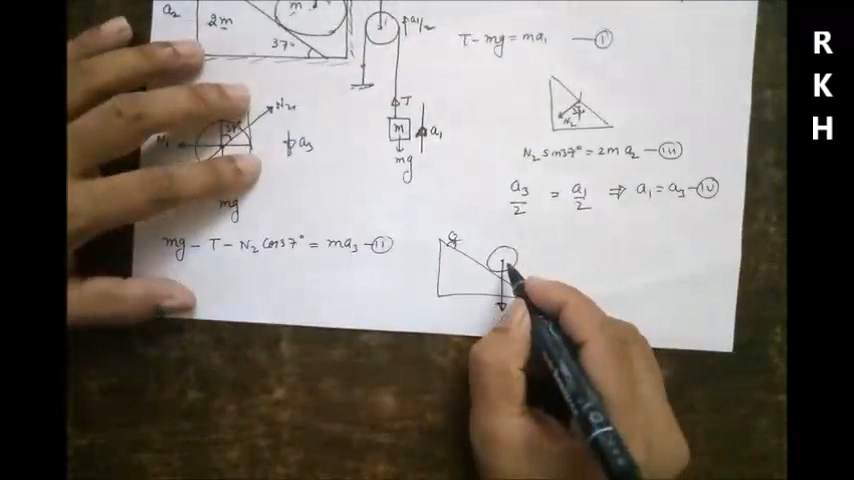 a₂
2m
m
37°
a₁/2
T
m
mg
a₁
T-mg = ma₁ —(i)
N₂
37°
N₁
a₃
mg
N₂
N₂ sin37° = 2m a₂ —(iii)
a₃/2 = a₁/2 ⇒ a₁ = a₃ —(iv)
mg - T - N₂ cos37° = ma₃ —(ii)
R
K
H